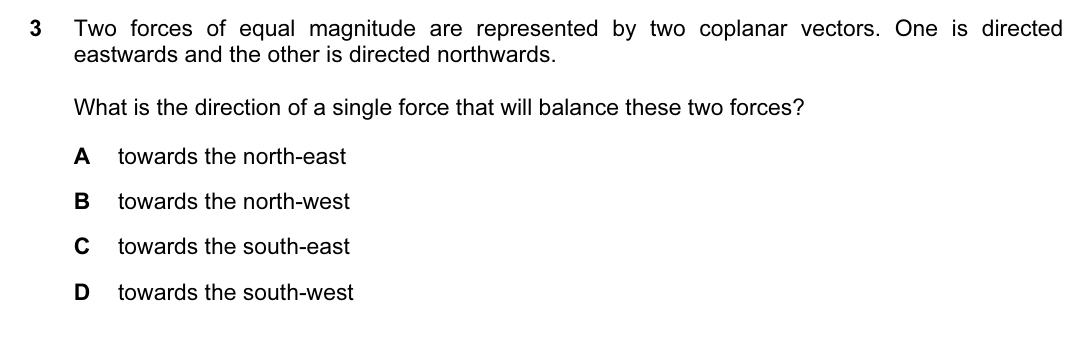 3 Two forces of equal magnitude are represented by two coplanar vectors. One is directed
eastwards and the other is directed northwards.
What is the direction of a single force that will balance these two forces?
A towards the north-east
B towards the north-west
C towards the south-east
D towards the south-west